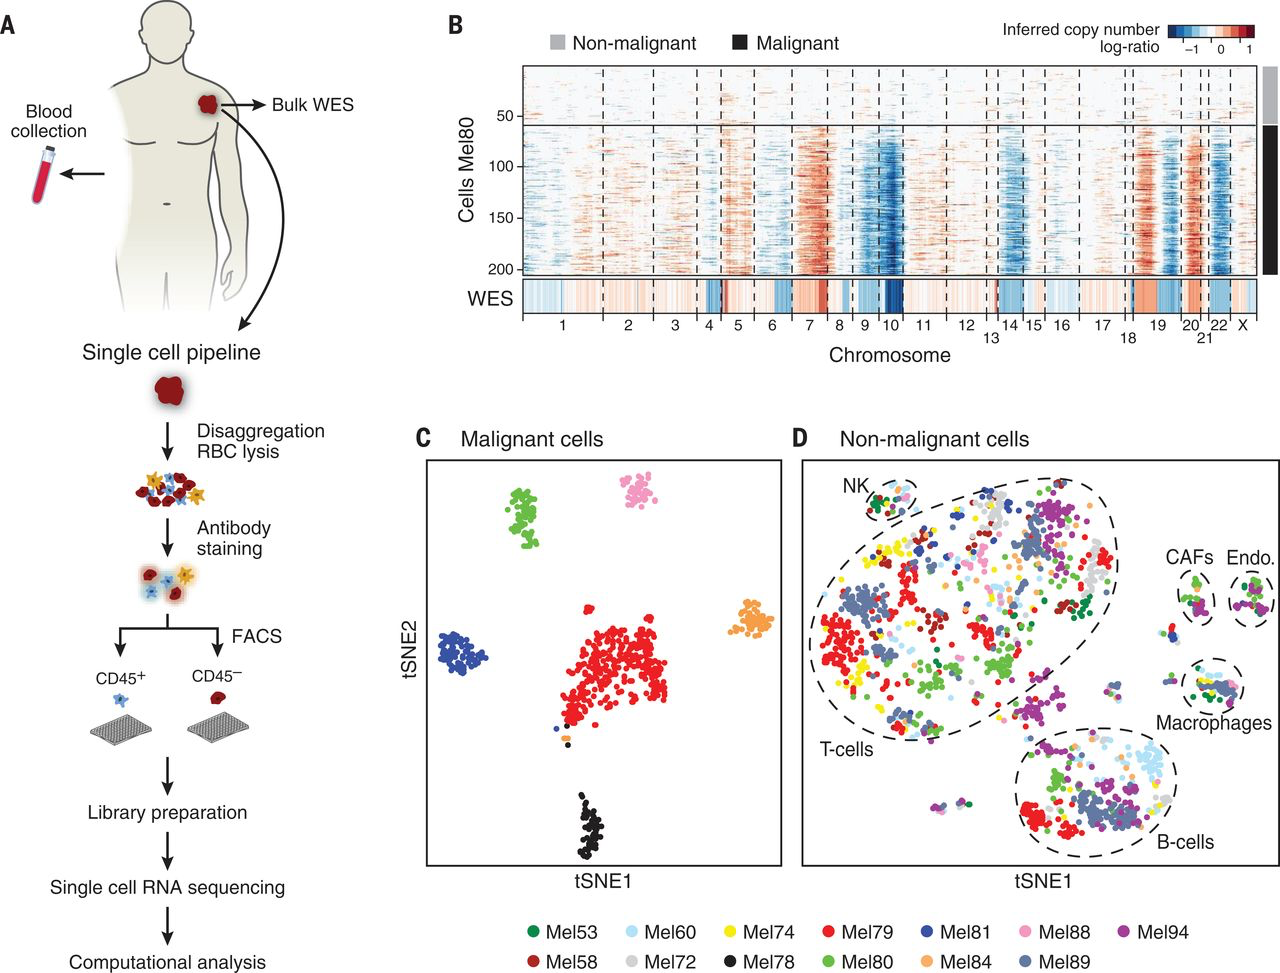 A
Blood
collection
Bulk WES
Single cell pipeline
Disaggregation
RBC lysis
Antibody
staining
FACS
CD45+
CD45–
Library preparation
Single cell RNA sequencing
Computational analysis
B
Non-malignant
Malignant
Inferred copy number
log-ratio
–1 0 1
Cells Mel80
50
100
150
200
WES
1 2 3 4 5 6 7 8 9 10 11 12 13 14 15 16 17 18 19 20 21 22 X
Chromosome
C Malignant cells
tSNE2
tSNE1
D Non-malignant cells
NK
CAFs
Endo.
T-cells
Macrophages
B-cells
tSNE1
Mel53 Mel60 Mel74 Mel79 Mel81 Mel88 Mel94
Mel58 Mel72 Mel78 Mel80 Mel84 Mel89